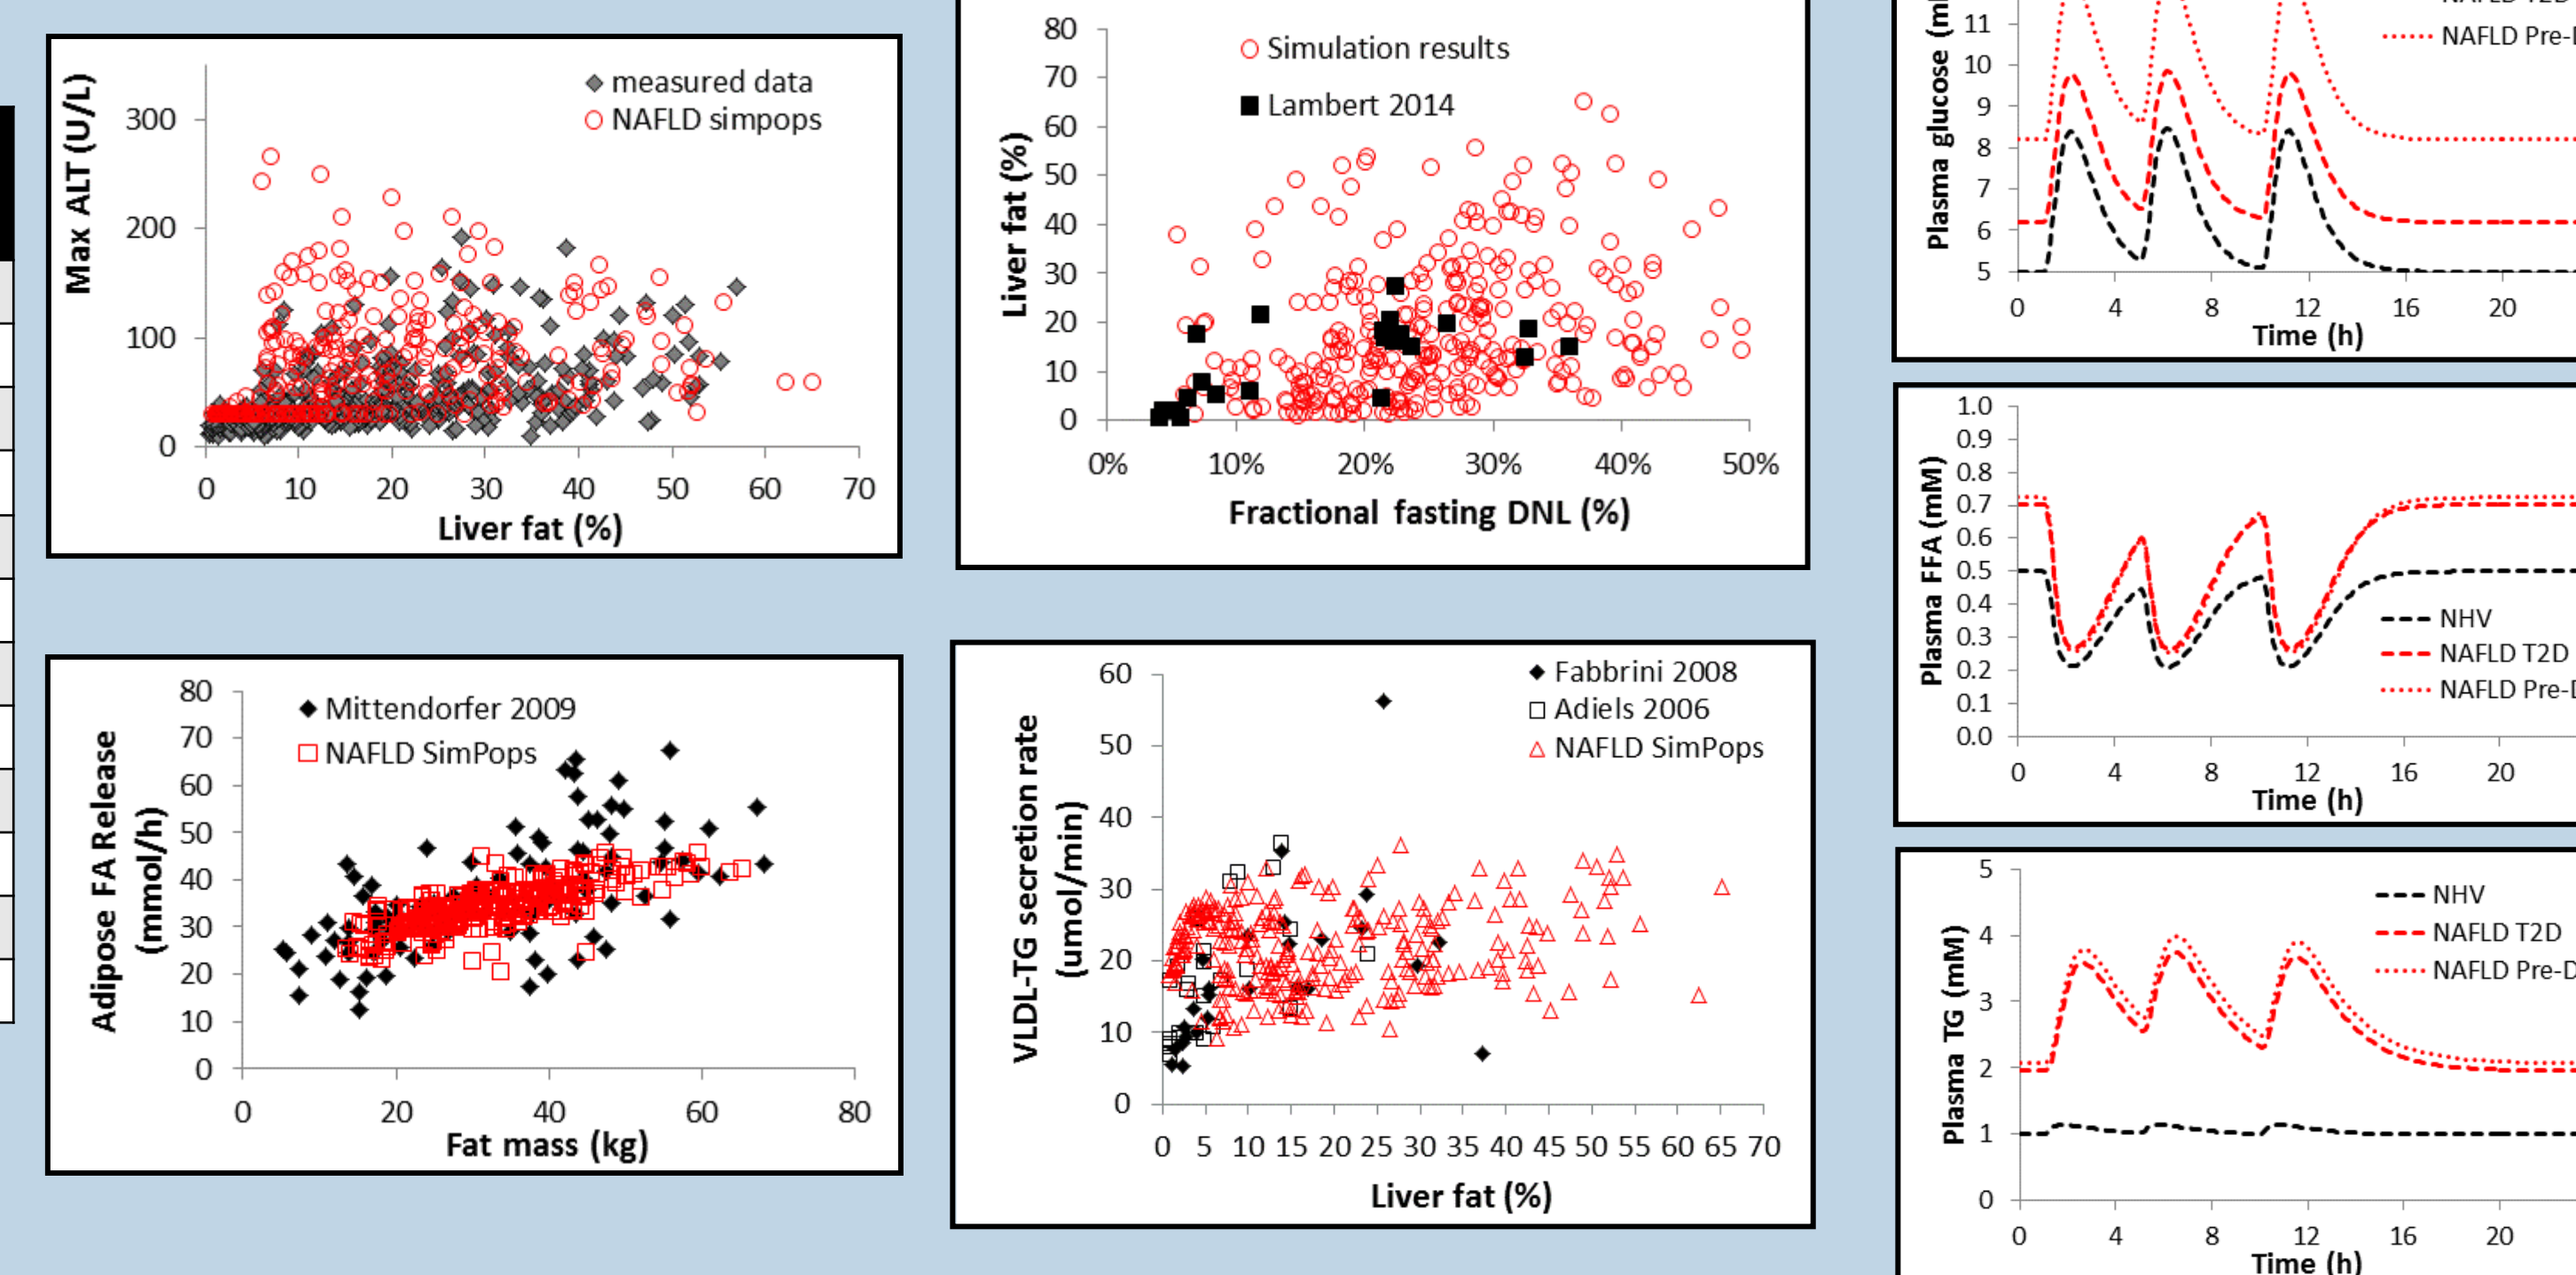 Max ALT (U/L)
measured data
NAFLD simpops
300
200
100
0
0 10 20 30 40 50 60 70
Liver fat (%)
Liver fat (%)
Simulation results
Lambert 2014
80
70
60
50
40
30
20
10
0
0% 10% 20% 30% 40% 50%
Fractional fasting DNL (%)
Plasma glucose
NAFLD
11
10
9
8
7
6
5
0 4 8 12 16 20
Time (h)
Plasma FFA (mM)
1.0
0.9
0.8
0.7
0.6
0.5
0.4
0.3
0.2
0.1
0.0
NHV
NAFLD T2D
NAFLD
0 4 8 12 16 20
Time (h)
Adipose FA Release
(mmol/h)
Mittendorfer 2009
NAFLD SimPops
80
70
60
50
40
30
20
10
0
0 20 40 60 80
Fat mass (kg)
VLDL-TG secretion rate
(umol/min)
Fabbrini 2008
Adiels 2006
NAFLD SimPops
60
50
40
30
20
10
0
0 5 10 15 20 25 30 35 40 45 50 55 60 65 70
Liver fat (%)
Plasma TG (mM)
5
4
3
2
1
0
NHV
NAFLD T2D
NAFLD
0 4 8 12 16 20
Time (h)